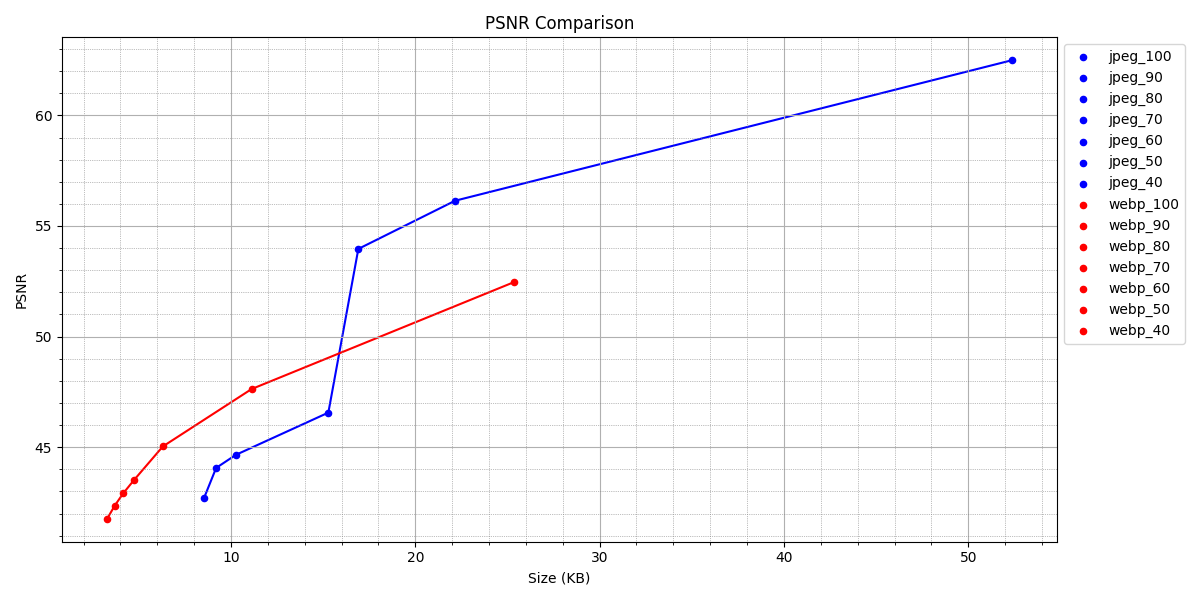 PSNR Comparison
PSNR
60
55
50
45
10
20
30
40
50
Size (KB)
jpeg_100
jpeg_90
jpeg_80
jpeg_70
jpeg_60
jpeg_50
jpeg_40
webp_100
webp_90
webp_80
webp_70
webp_60
webp_50
webp_40